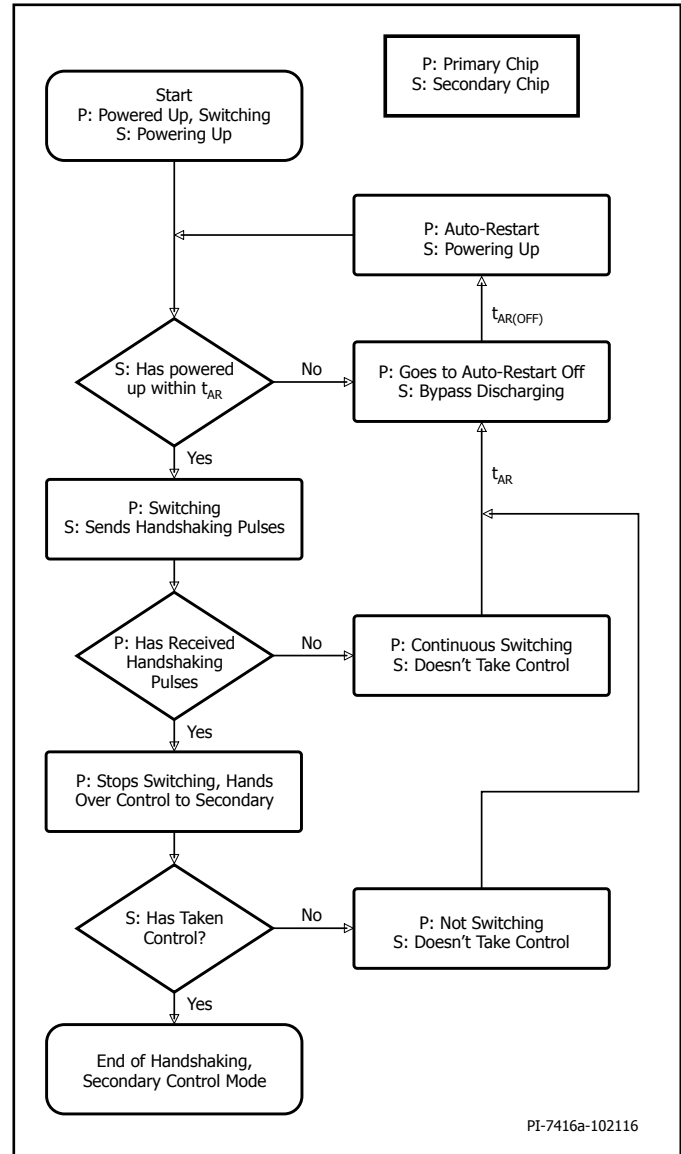 P: Primary Chip
S: Secondary Chip
Start
P: Powered Up, Switching
S: Powering Up
P: Auto-Restart
S: Powering Up
tAR(OFF)
S: Has powered
up within tAR
No
P: Goes to Auto-Restart Off
S: Bypass Discharging
Yes
tAR
P: Switching
S: Sends Handshaking Pulses
P: Has Received
Handshaking
Pulses
No
P: Continuous Switching
S: Doesn’t Take Control
Yes
P: Stops Switching, Hands
Over Control to Secondary
S: Has Taken
Control?
No
P: Not Switching
S: Doesn’t Take Control
Yes
End of Handshaking,
Secondary Control Mode
PI-7416a-102116